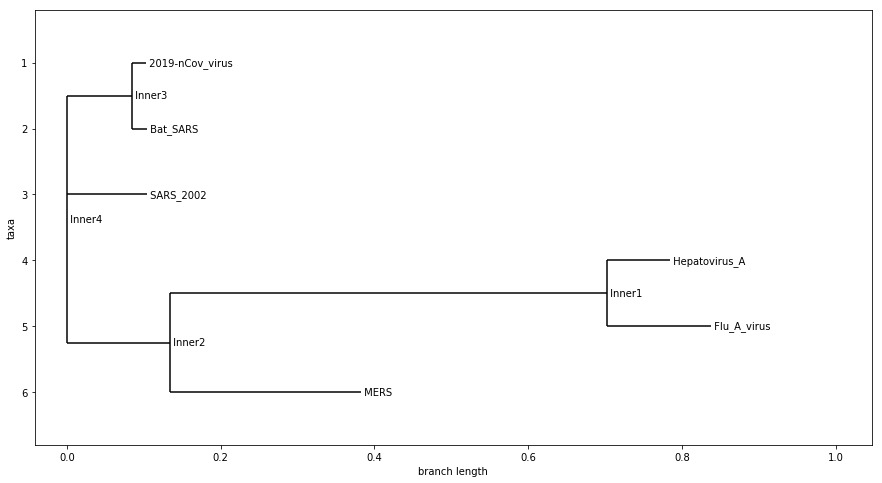 1
2019-nCov_virus
Inner3
2
Bat_SARS
3
SARS_2002
Inner4
taxa
4
Hepatovirus_A
Inner1
5
Flu_A_virus
Inner2
6
MERS
0.0 0.2 0.4 0.6 0.8 1.0
branch length